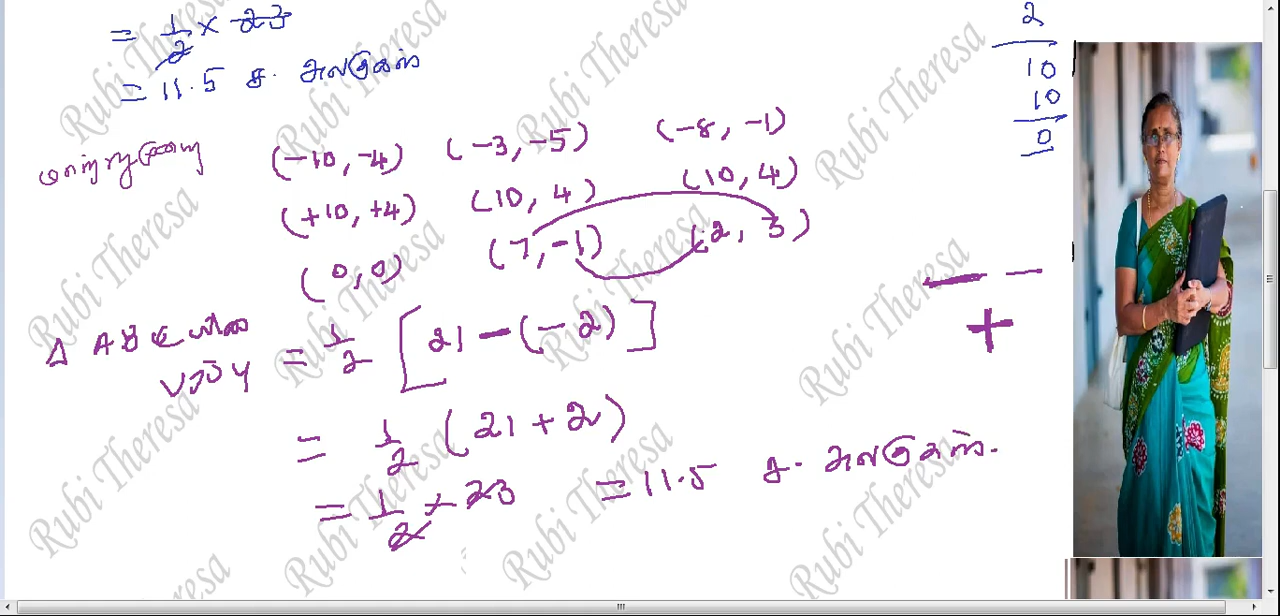 = 1/2 × 23
= 11.5 ச. அலகுகள்
2
10
10
0
மாற்றுமுறை
(-10, -4) (-3, -5) (-8, -1)
(+10, +4) (10, 4) (10, 4)
(0, 0) (7, -1) (2, 3)
Δ ABC யின்
பரப்பு = 1/2 [21 - (-2)]
= 1/2 (21 + 2)
= 1/2 × 23 = 11.5 ச. அலகுகள்.
- -
+
Rubi Theresa